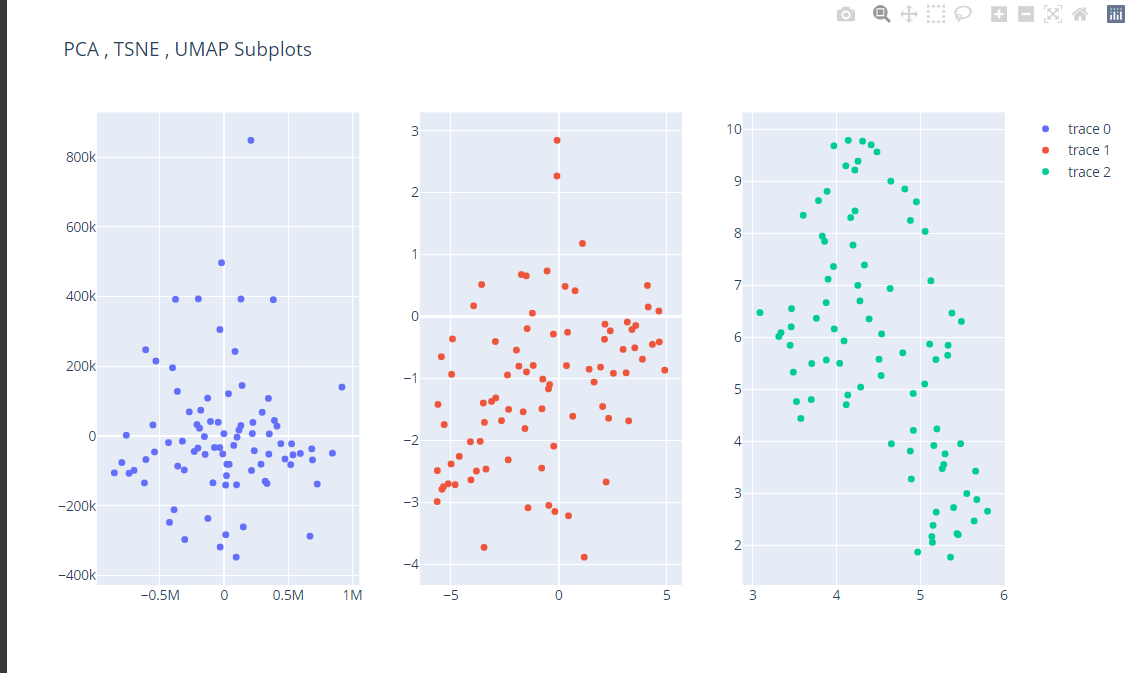 PCA , TSNE , UMAP Subplots
800k
600k
400k
200k
0
−200k
−400k
−0.5M
0
0.5M
1M
3
2
1
0
−1
−2
−3
−4
−5
0
5
10
9
8
7
6
5
4
3
2
3
4
5
6
trace 0
trace 1
trace 2